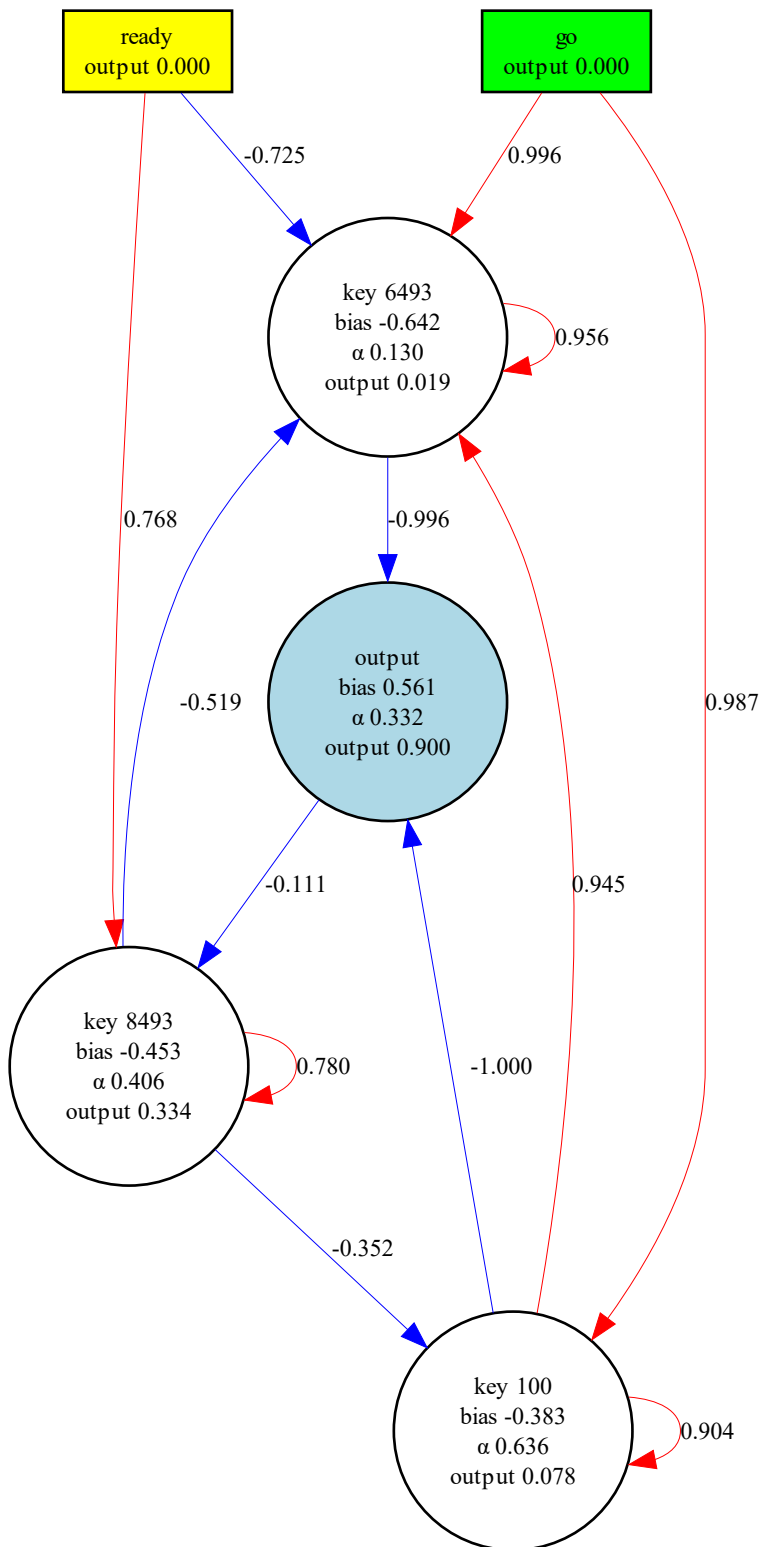 ready
output 0.000
go
output 0.000
-0.725
0.996
key 6493
bias -0.642
α 0.130
output 0.019
0.956
0.768
-0.996
-0.519
output
bias 0.561
α 0.332
output 0.900
0.987
-0.111
0.945
key 8493
bias -0.453
α 0.406
output 0.334
0.780
-1.000
-0.352
key 100
bias -0.383
α 0.636
output 0.078
0.904